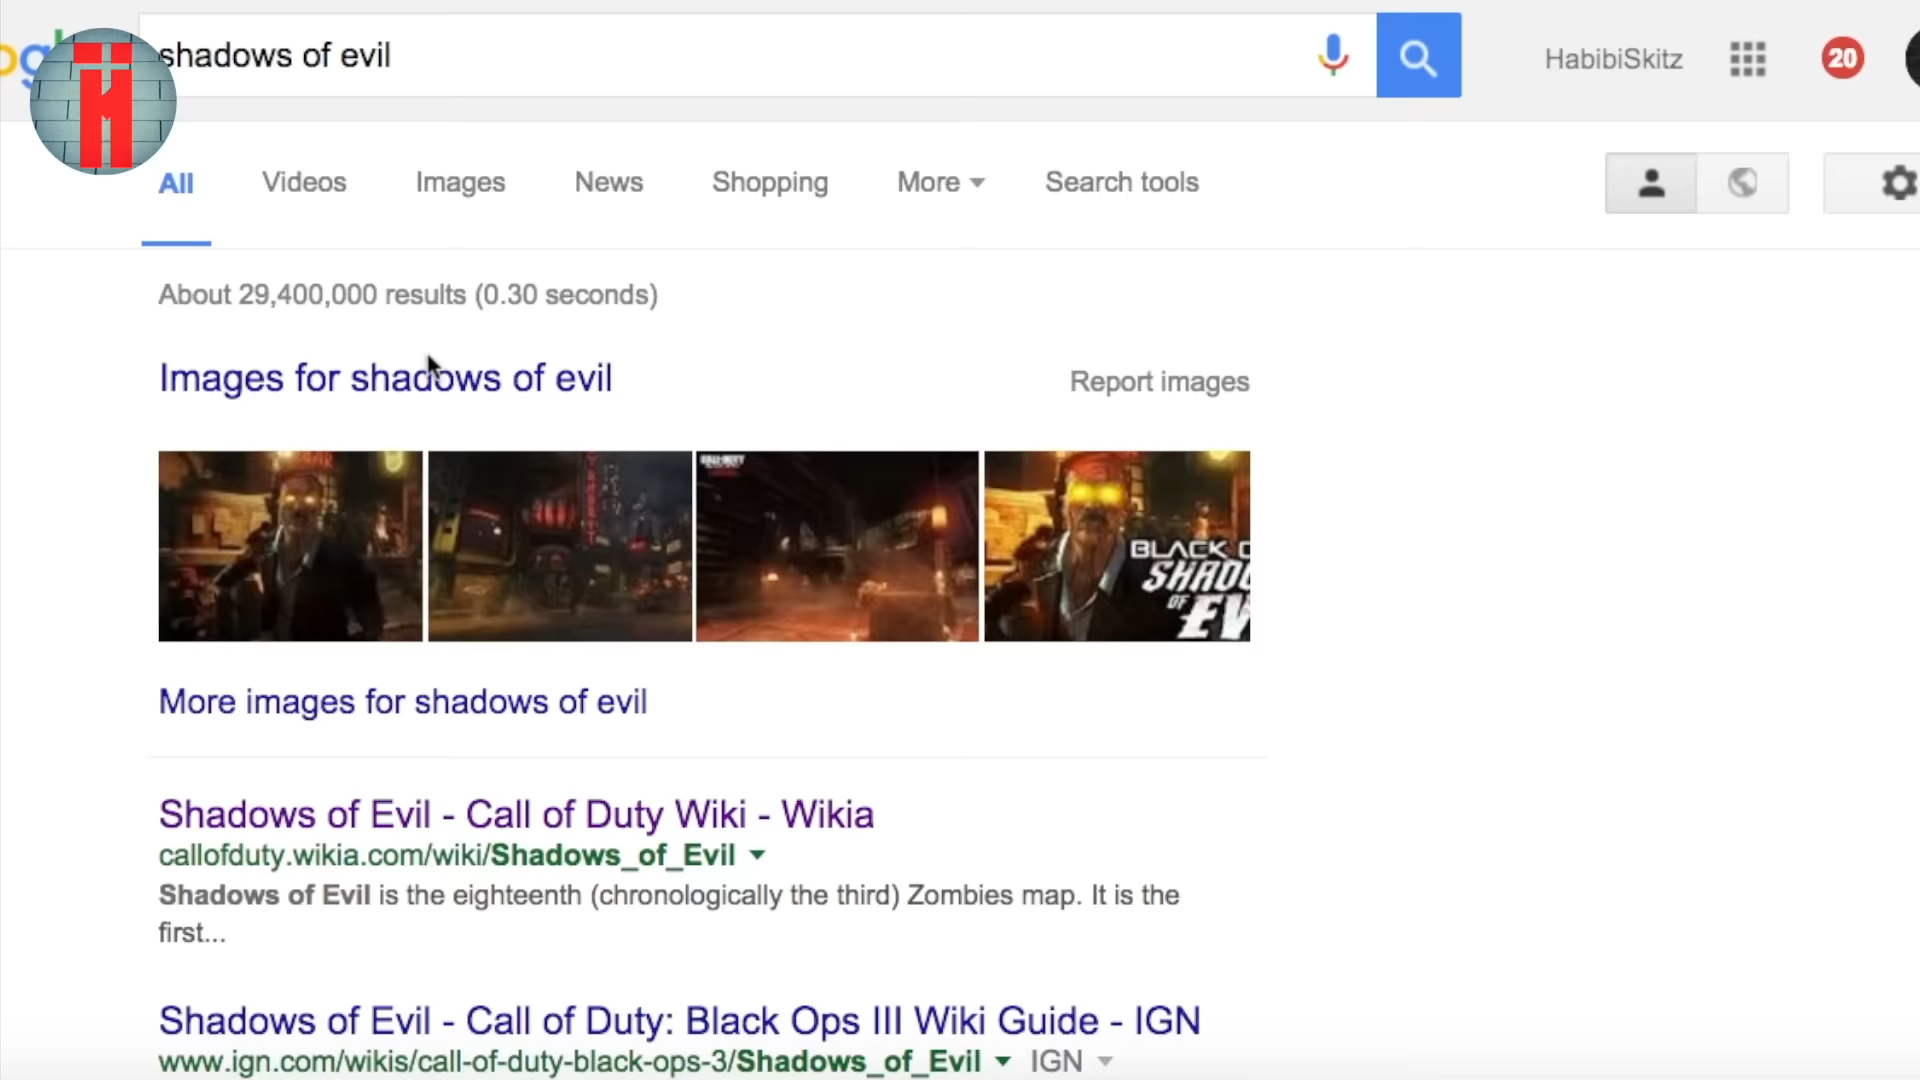 shadows of evil
HabibiSkitz
20
All Videos Images News Shopping More Search tools
About 29,400,000 results (0.30 seconds)
Images for shadows of evil
Report images
BLACK O
SHADO
OF EV
More images for shadows of evil
Shadows of Evil - Call of Duty Wiki - Wikia
callofduty.wikia.com/wiki/Shadows_of_Evil
Shadows of Evil is the eighteenth (chronologically the third) Zombies map. It is the
first...
Shadows of Evil - Call of Duty: Black Ops III Wiki Guide - IGN
www.ign.com/wikis/call-of-duty-black-ops-3/Shadows_of_Evil IGN